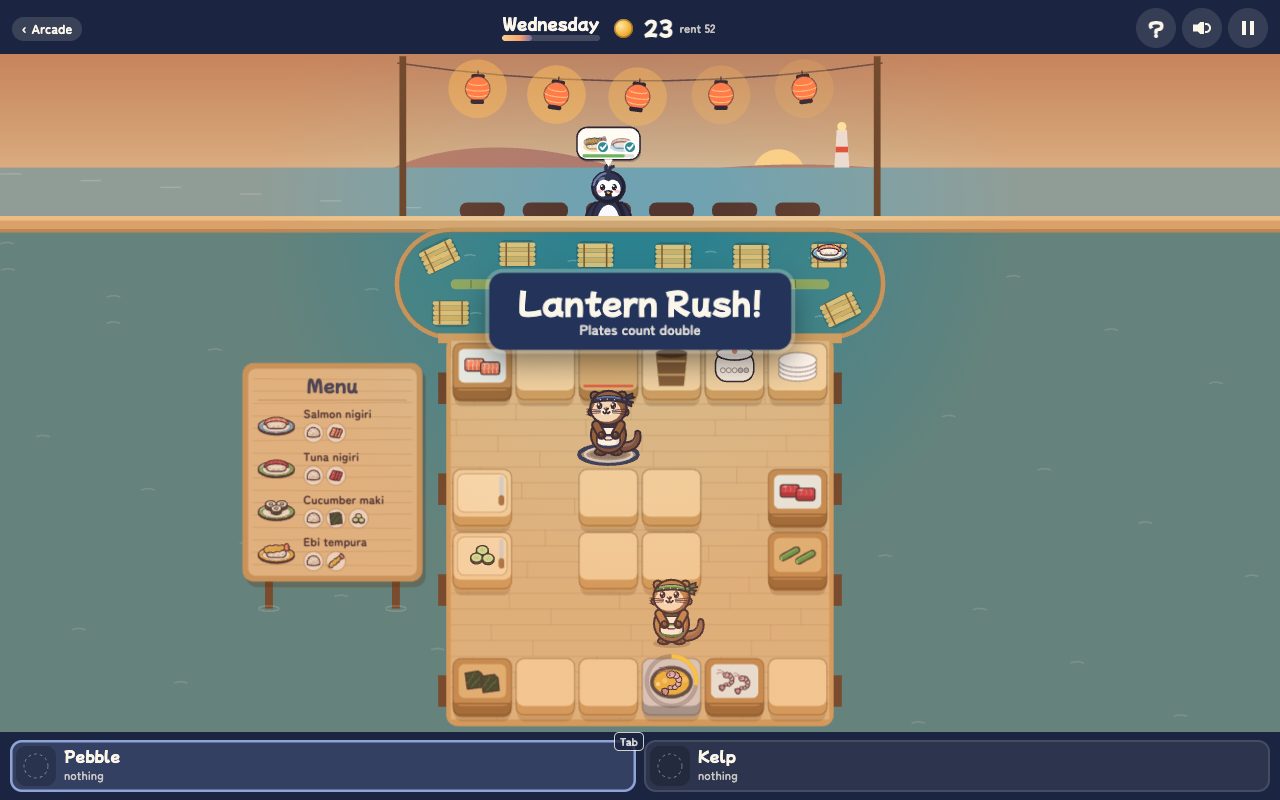 ‹ Arcade
Wednesday
23 rent 52
?
Lantern Rush!
Plates count double
Menu
Salmon nigiri
Tuna nigiri
Cucumber maki
Ebi tempura
Tab
Pebble
nothing
Kelp
nothing